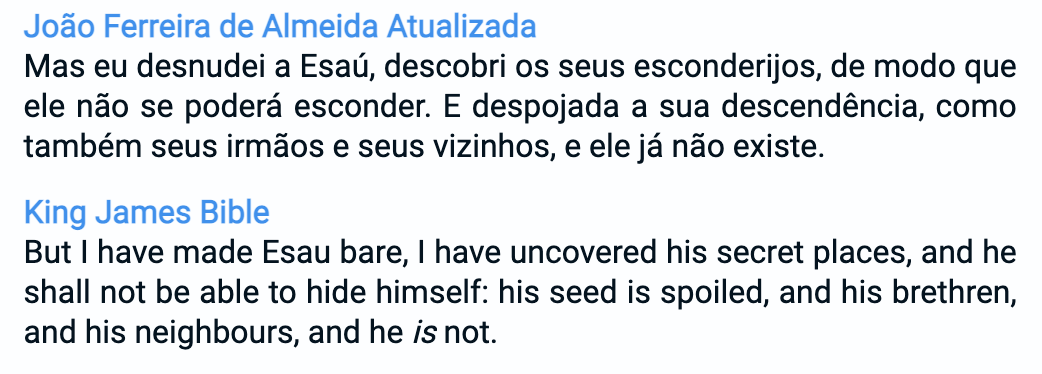 João Ferreira de Almeida Atualizada
Mas eu desnudei a Esaú, descobri os seus esconderijos, de modo que
ele não se poderá esconder. E despojada a sua descendência, como
também seus irmãos e seus vizinhos, e ele já não existe.
King James Bible
But I have made Esau bare, I have uncovered his secret places, and he
shall not be able to hide himself: his seed is spoiled, and his brethren,
and his neighbours, and he is not.